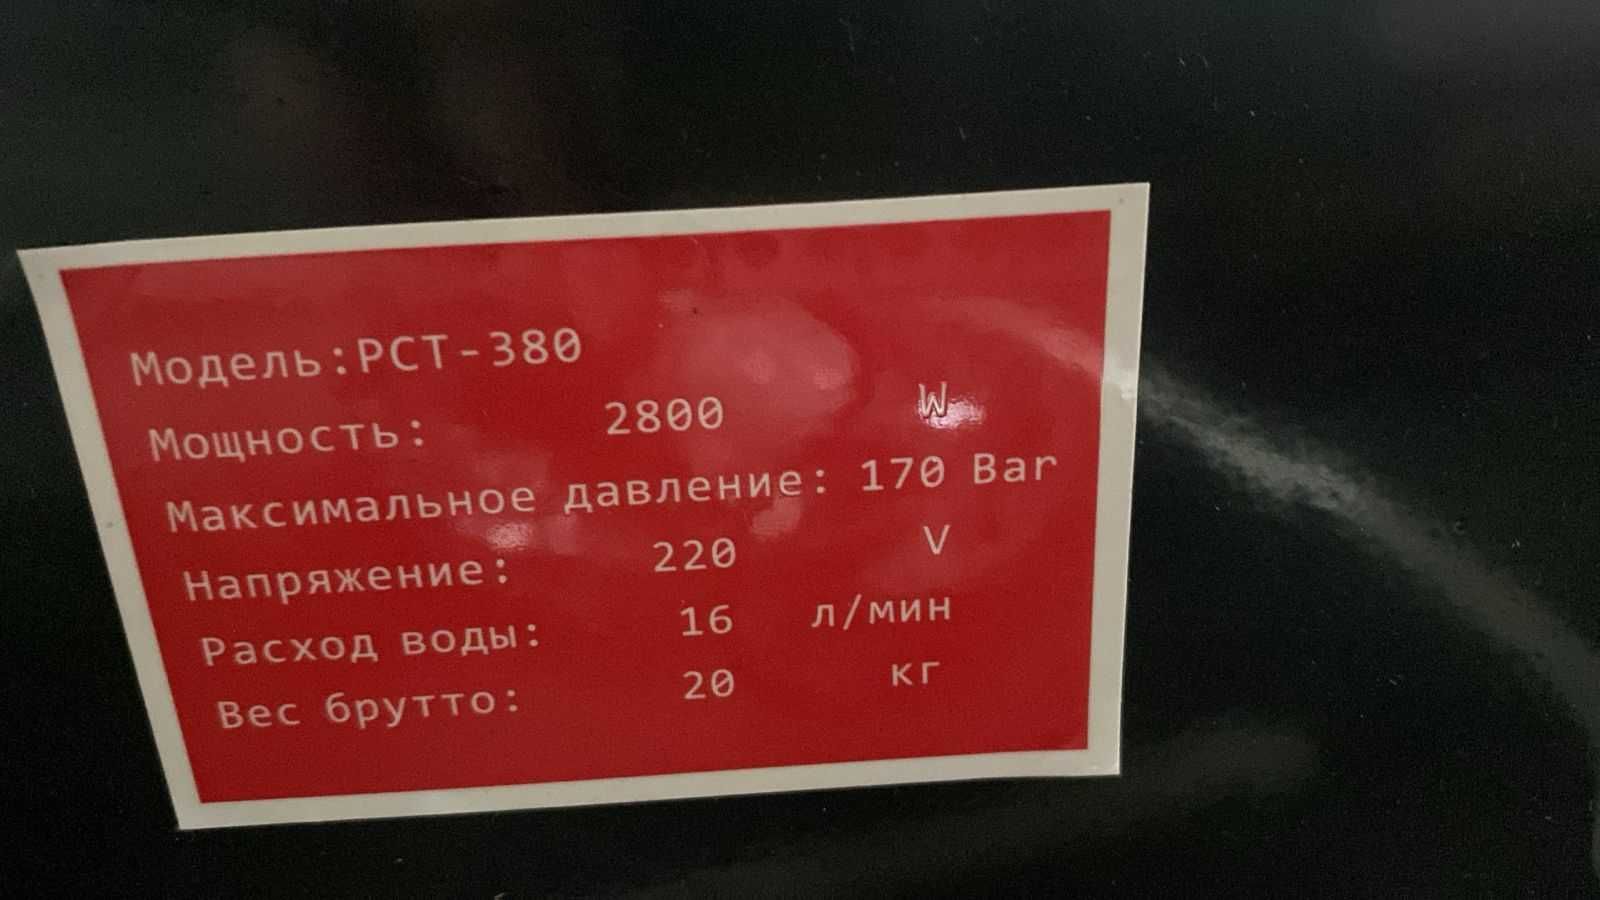 Модель:РСТ-380
Мощность: 2800 W
Максимальное давление: 170 Bar
Напряжение: 220 V
Расход воды: 16 л/мин
Вес брутто: 20 кг